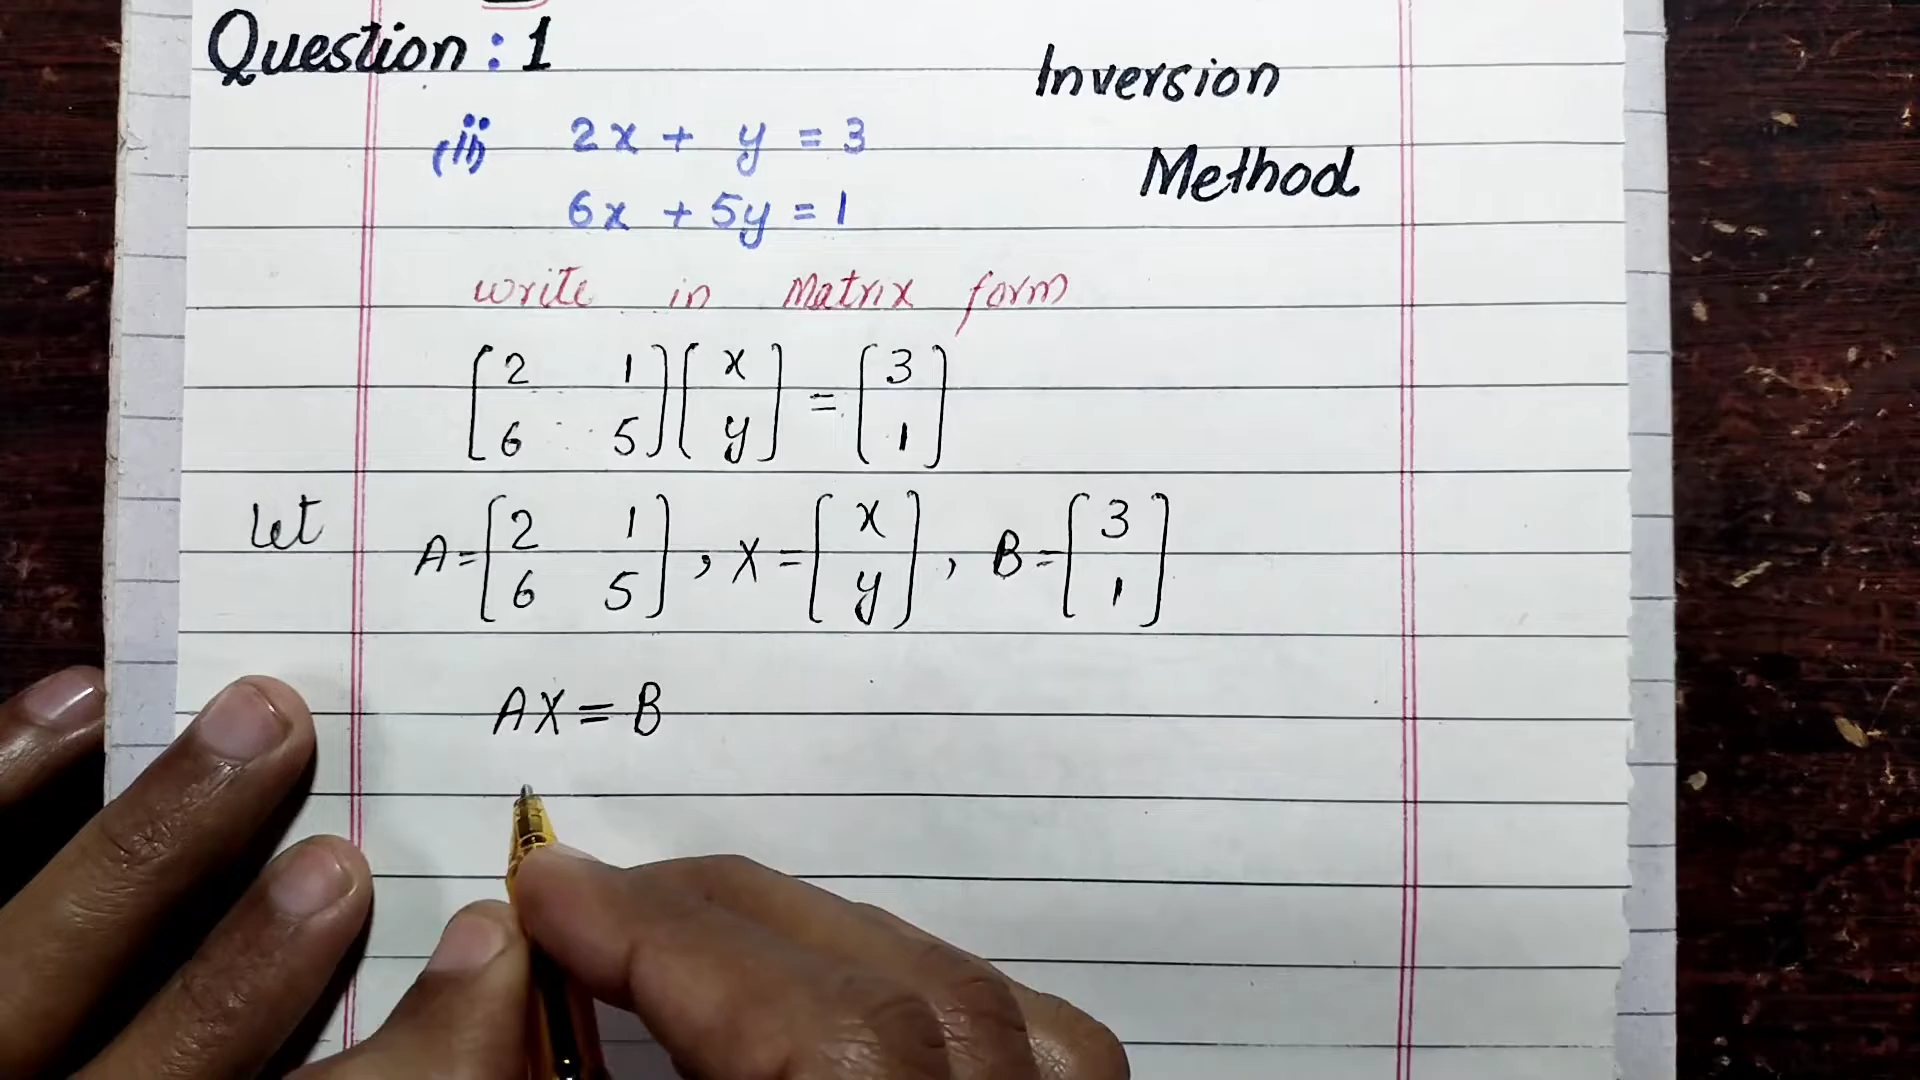 Question : 1
Inversion
Method
(ii) 2x + y = 3
6x + 5y = 1
write in Matrix form
[2 1
6 5] [x
y] = [3
1]
Let A = [2 1
6 5] , X = [x
y] , B = [3
1]
AX = B